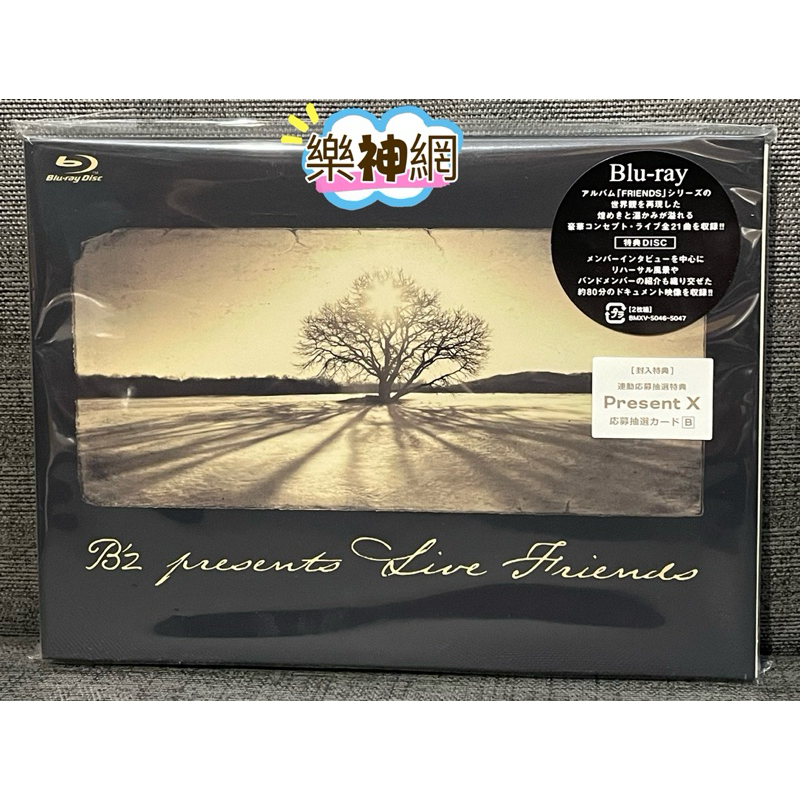 樂神網
Blu-ray Disc
Blu-ray
アルバム「FRIENDS」シリーズの
世界観を再現した
煌めきと温かみが溢れる
豪華コンセプト・ライブ全21曲を収録!!
特典DISC
メンバーインタビューを中心に
リハーサル風景や
バンドメンバーの紹介も織り交ぜた
約80分のドキュメント映像を収録!!
[2枚組]
BMXV-5046-5047
[封入特典]
連動応募抽選特典
Present X
応募抽選カード B
B'z presents Live Friends